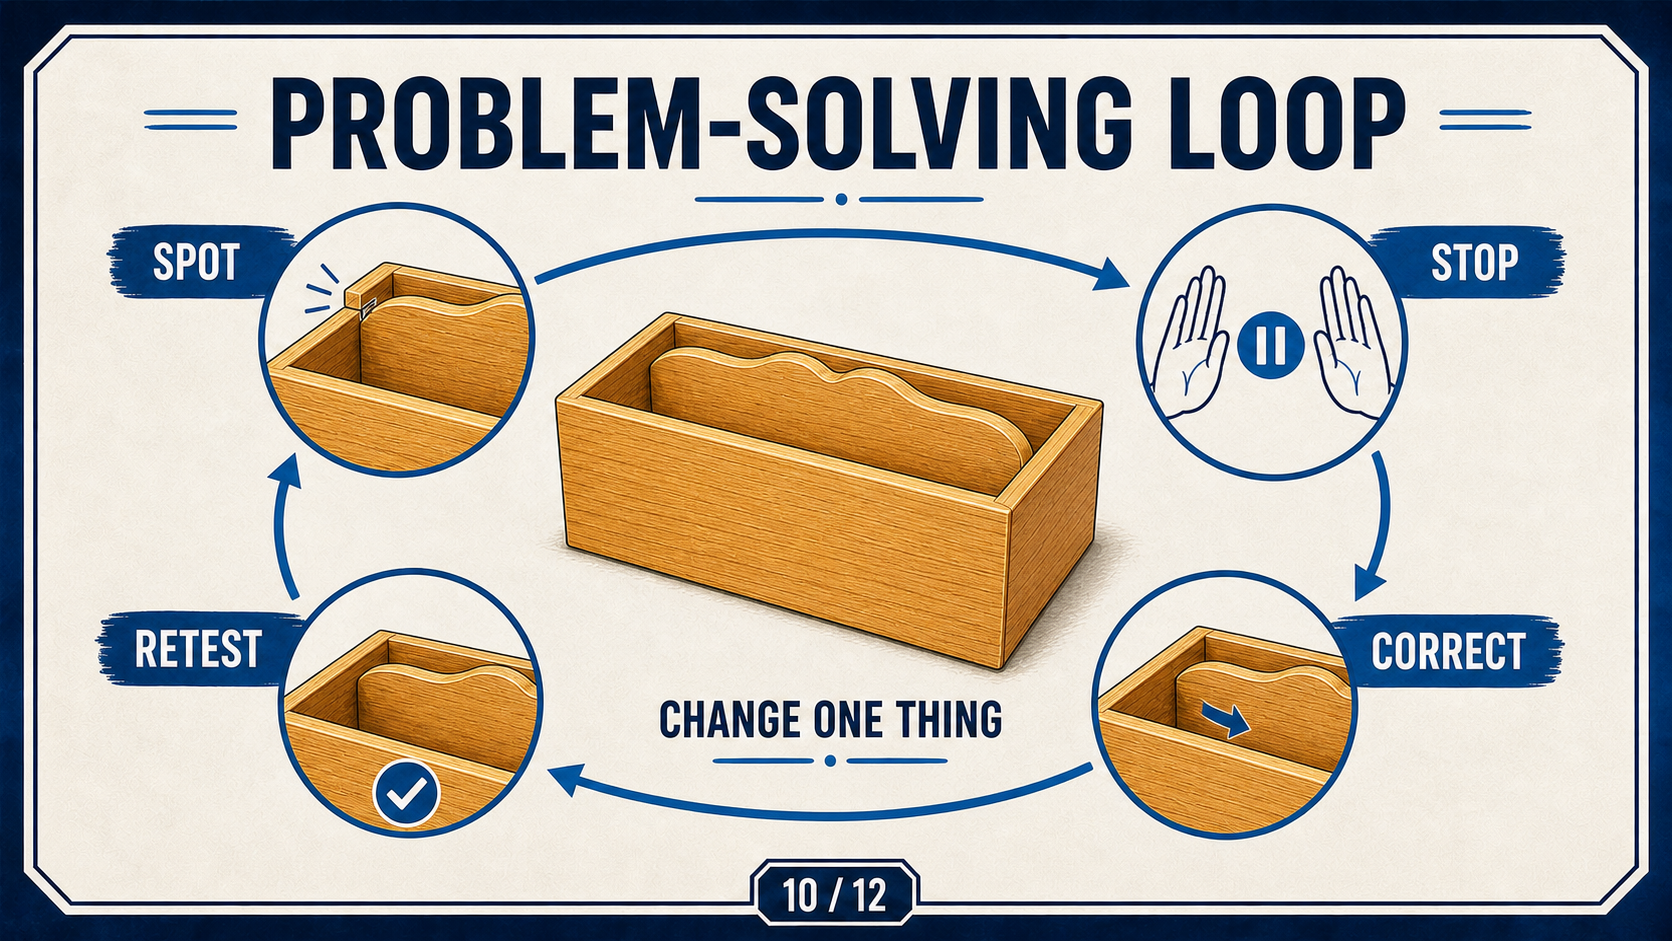 PROBLEM-SOLVING LOOP
SPOT
STOP
RETEST
CORRECT
CHANGE ONE THING
10 / 12